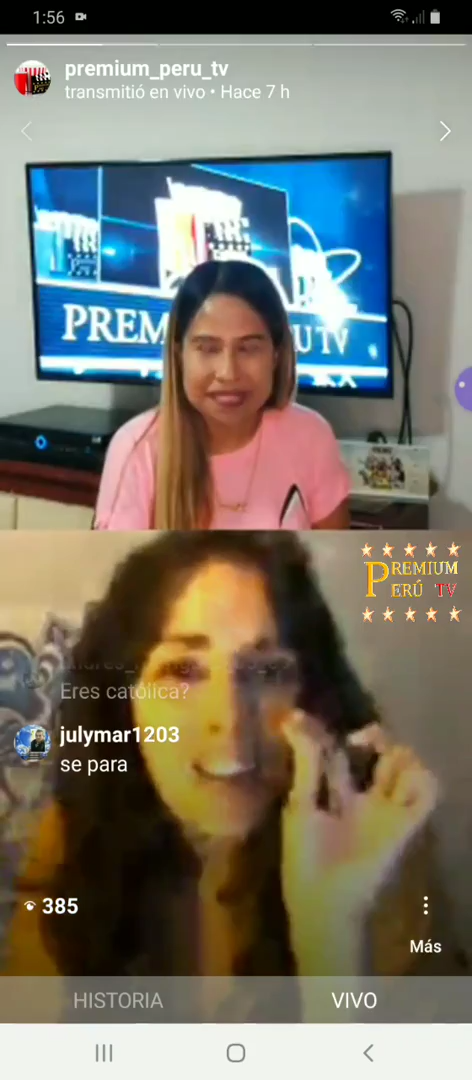 1:56
premium_peru_tv
transmitió en vivo • Hace 7 h
PREM
U TV
PREMIUM
PERÚ TV
Eres católica?
julymar1203
se para
385
Más
HISTORIA
VIVO